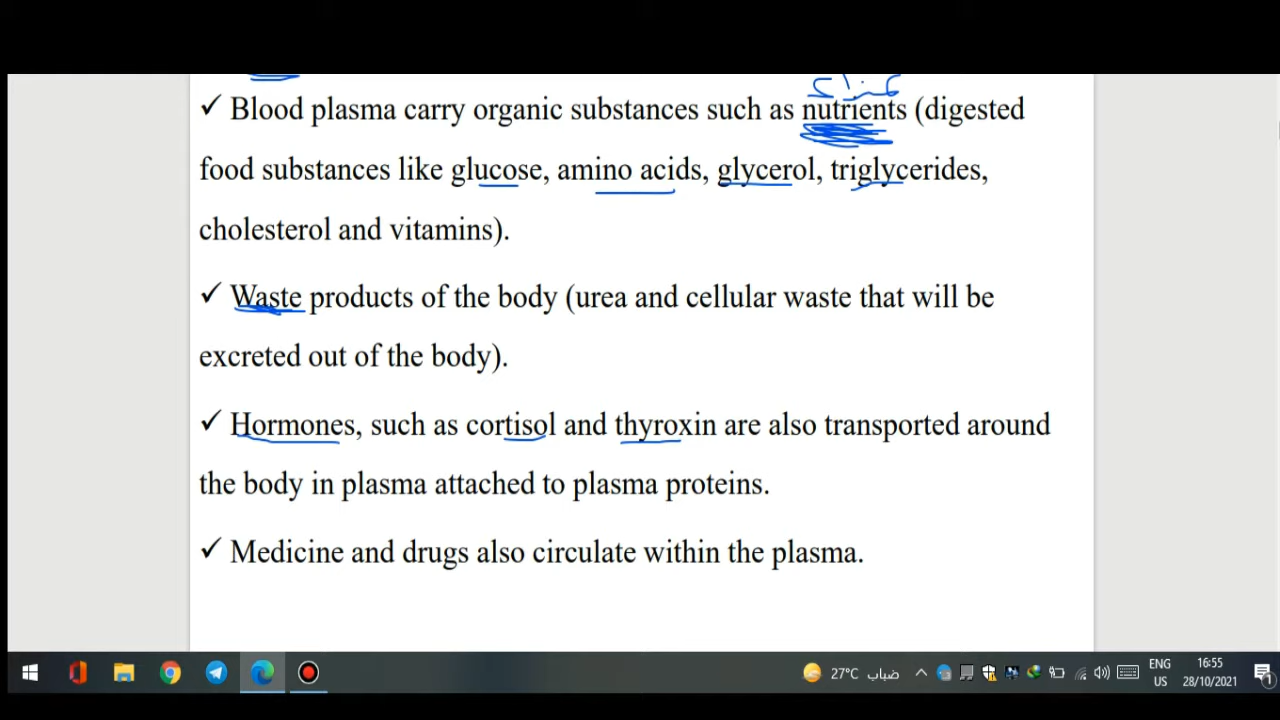 ✓ Blood plasma carry organic substances such as nutrients (digested
food substances like glucose, amino acids, glycerol, triglycerides,
cholesterol and vitamins).
✓ Waste products of the body (urea and cellular waste that will be
excreted out of the body).
✓ Hormones, such as cortisol and thyroxin are also transported around
the body in plasma attached to plasma proteins.
✓ Medicine and drugs also circulate within the plasma.
27°C ضباب
ENG
US
16:55
28/10/2021
1